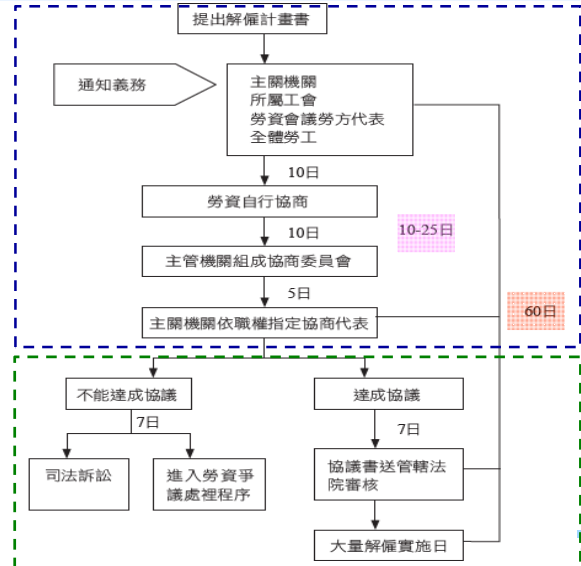 提出解僱計畫書
通知義務
主關機關
所屬工會
勞資會議勞方代表
全體勞工
10日
勞資自行協商
10日
10-25日
主管機關組成協商委員會
5日
60日
主關機關依職權指定協商代表
不能達成協議
達成協議
7日
7日
司法訴訟
進入勞資爭
議處裡程序
協議書送管轄法
院審核
大量解僱實施日